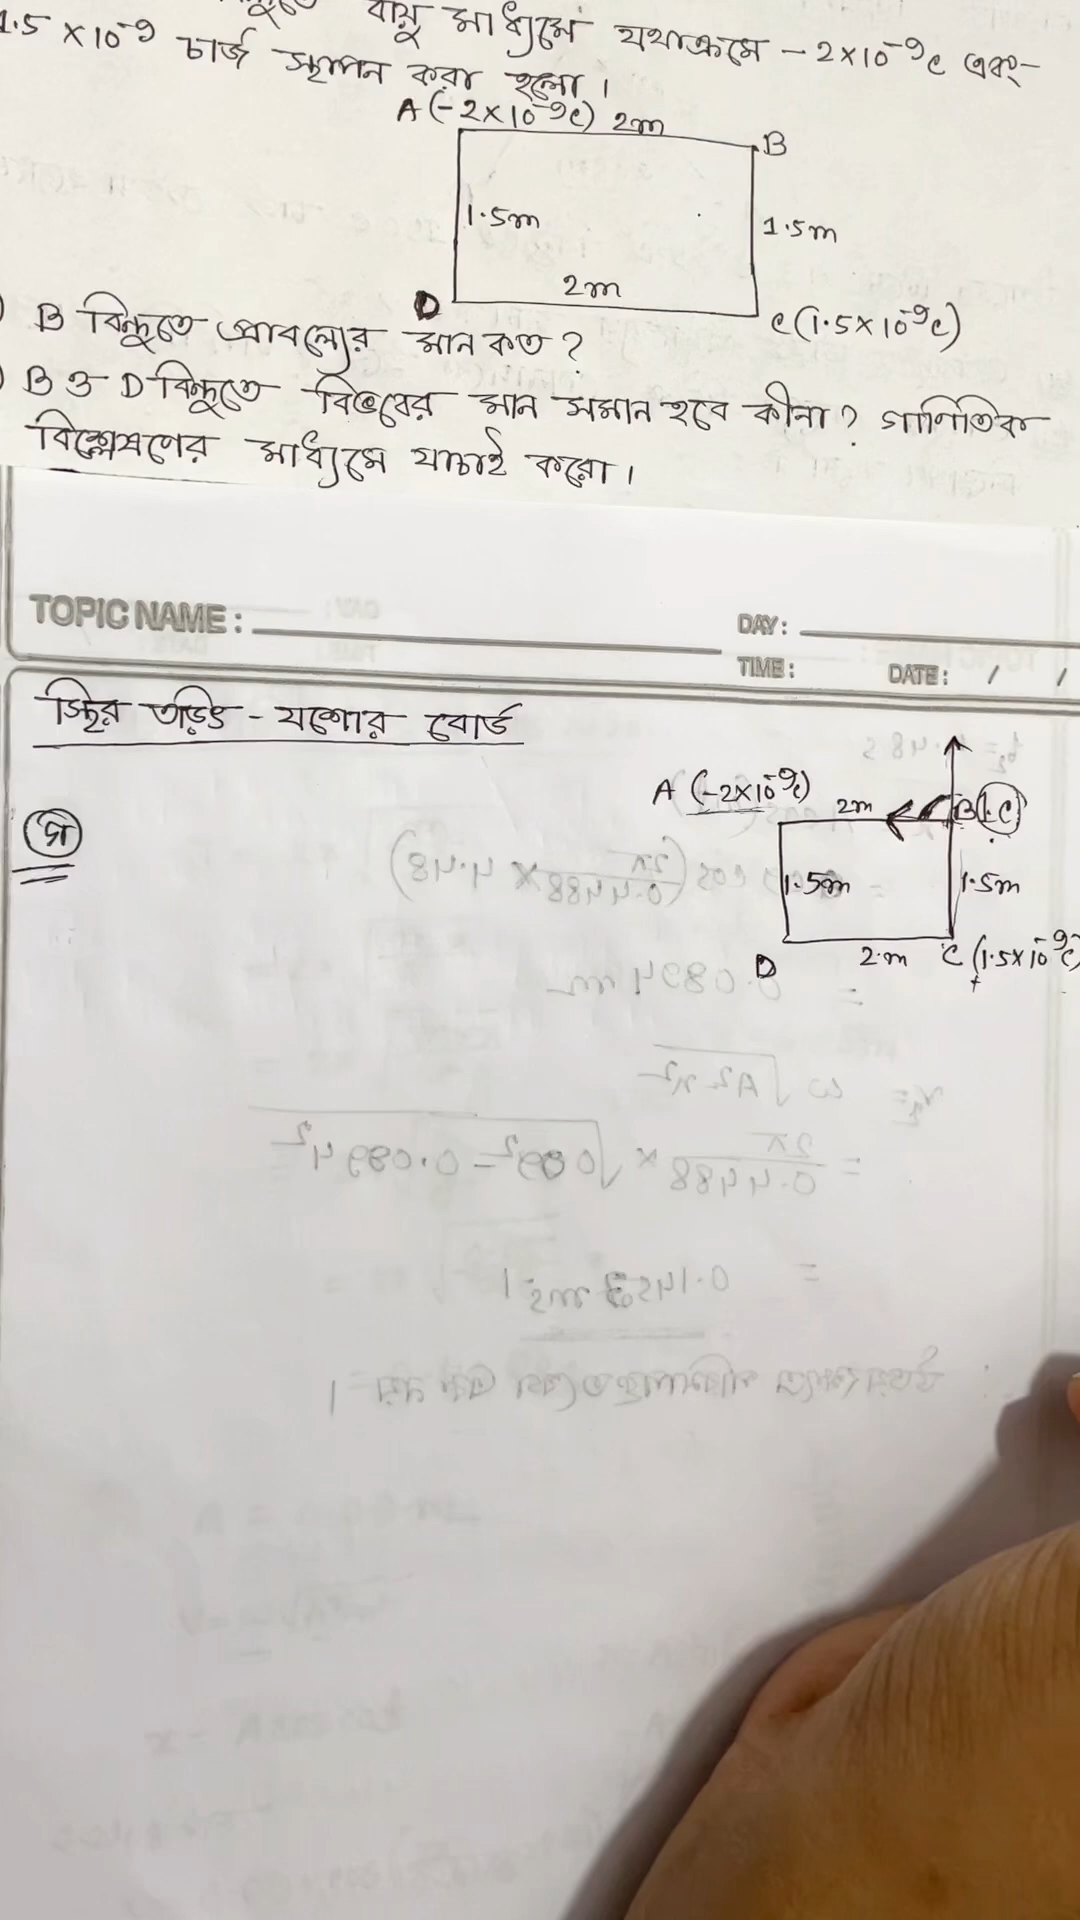 বায়ু মাধ্যমে যথাক্রমে -2×10⁻⁹C এবং-
1.5 ×10⁻⁹ চার্জ স্থাপন করা হলো।
A (-2×10⁻⁹C) 2m
B
1.5m
1.5m
2m
D
C (1.5×10⁻⁹C)
B বিন্দুতে প্রাবল্যের মান কত?
B ও D বিন্দুতে বিভবের মান সমান হবে কীনা? গাণিতিক
বিশ্লেষণের মাধ্যমে যাচাই করো।
TOPIC NAME :
DAY :
TIME :
DATE : / /
স্থির তড়িৎ - যশোর বোর্ড
A (-2×10⁻⁹C)
2m
B
1.5m
1.5m
D
2m
C (1.5×10⁻⁹C)
+
গ